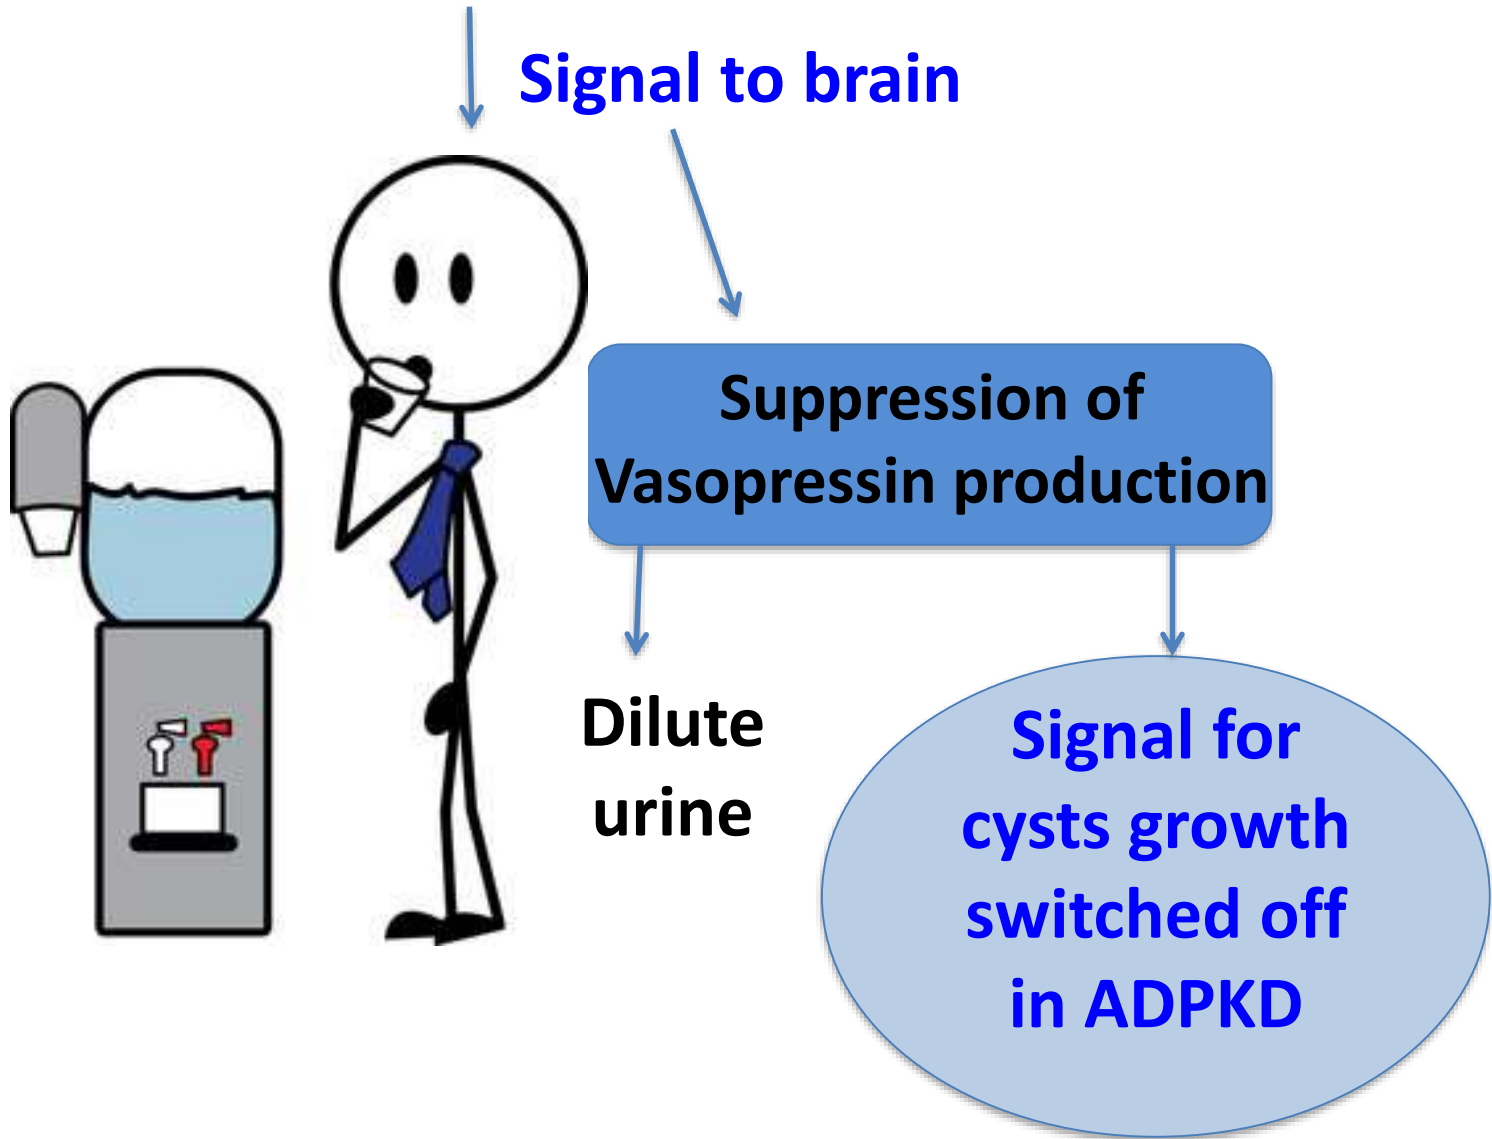 Signal to brain
Suppression of
Vasopressin production
Dilute
urine
Signal for
cysts growth
switched off
in ADPKD